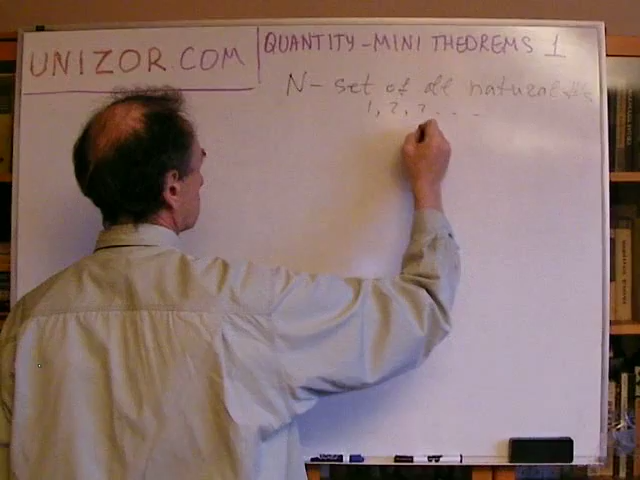 UNIZOR.COM
QUANTITY - MINI THEOREMS 1
N - set of all natural #s
1, 2, 3 . . .